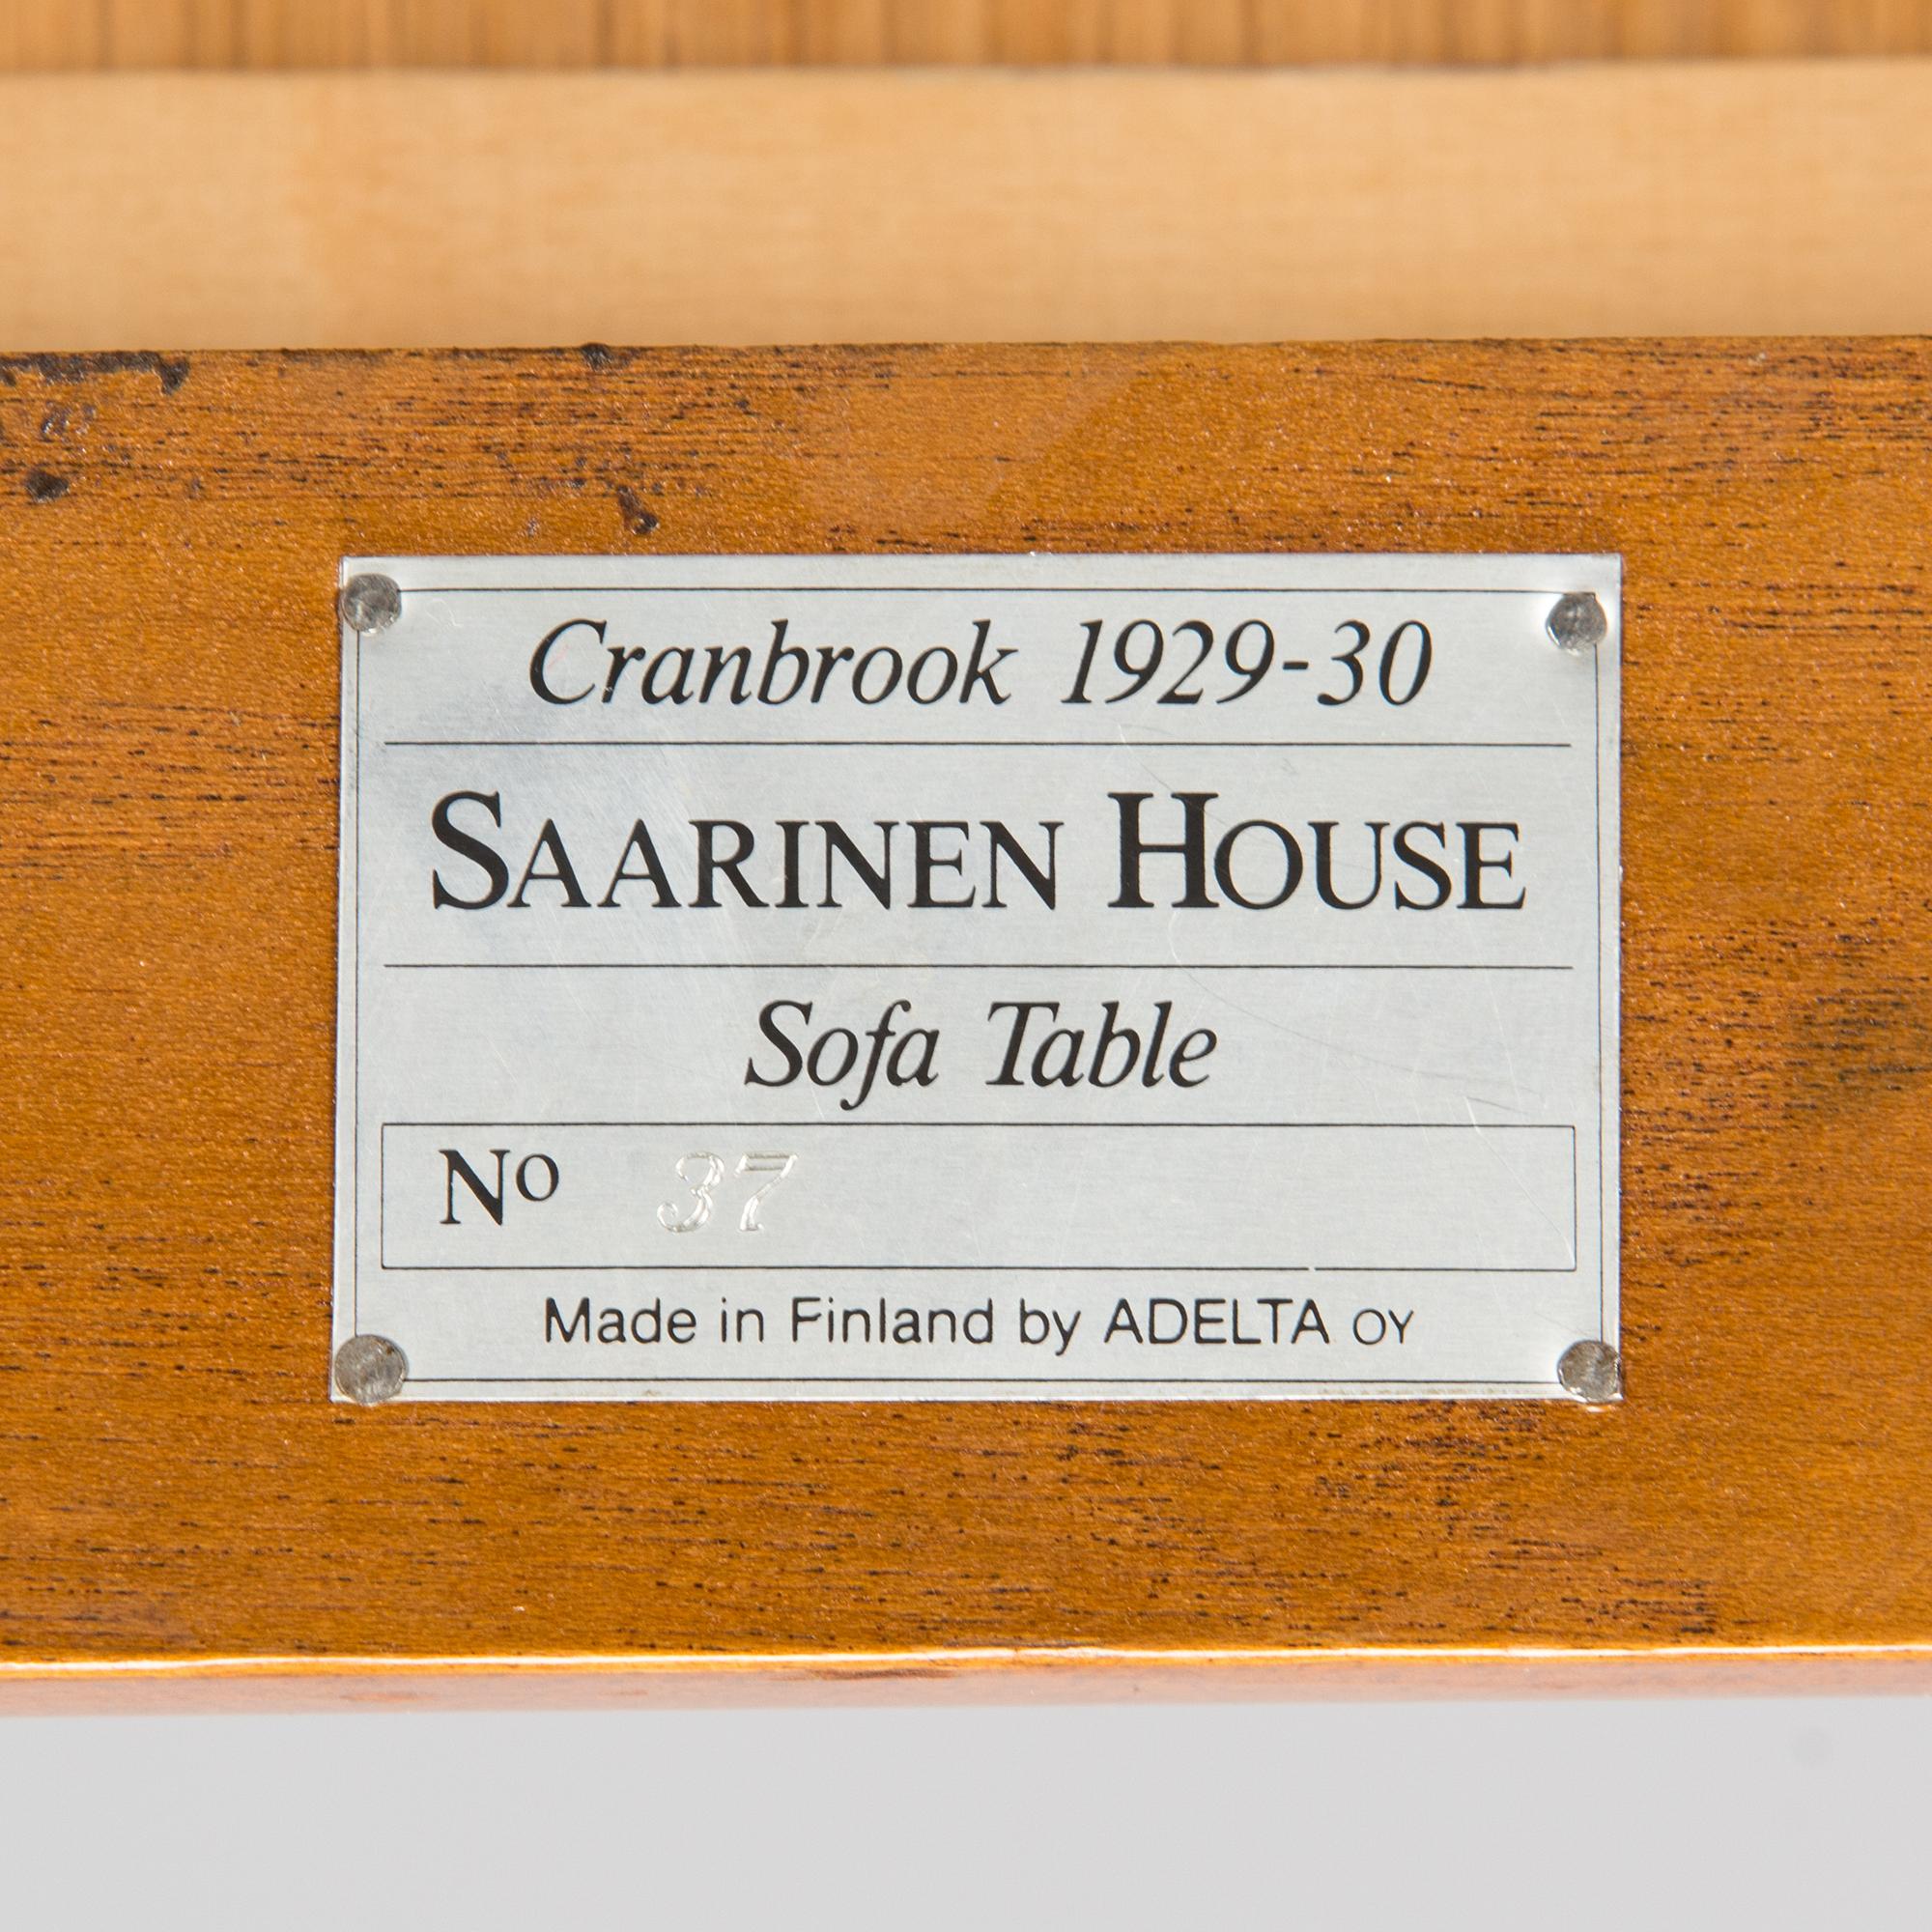 Cranbrook 1929-30
SAARINEN HOUSE
Sofa Table
No 37
Made in Finland by ADELTA OY